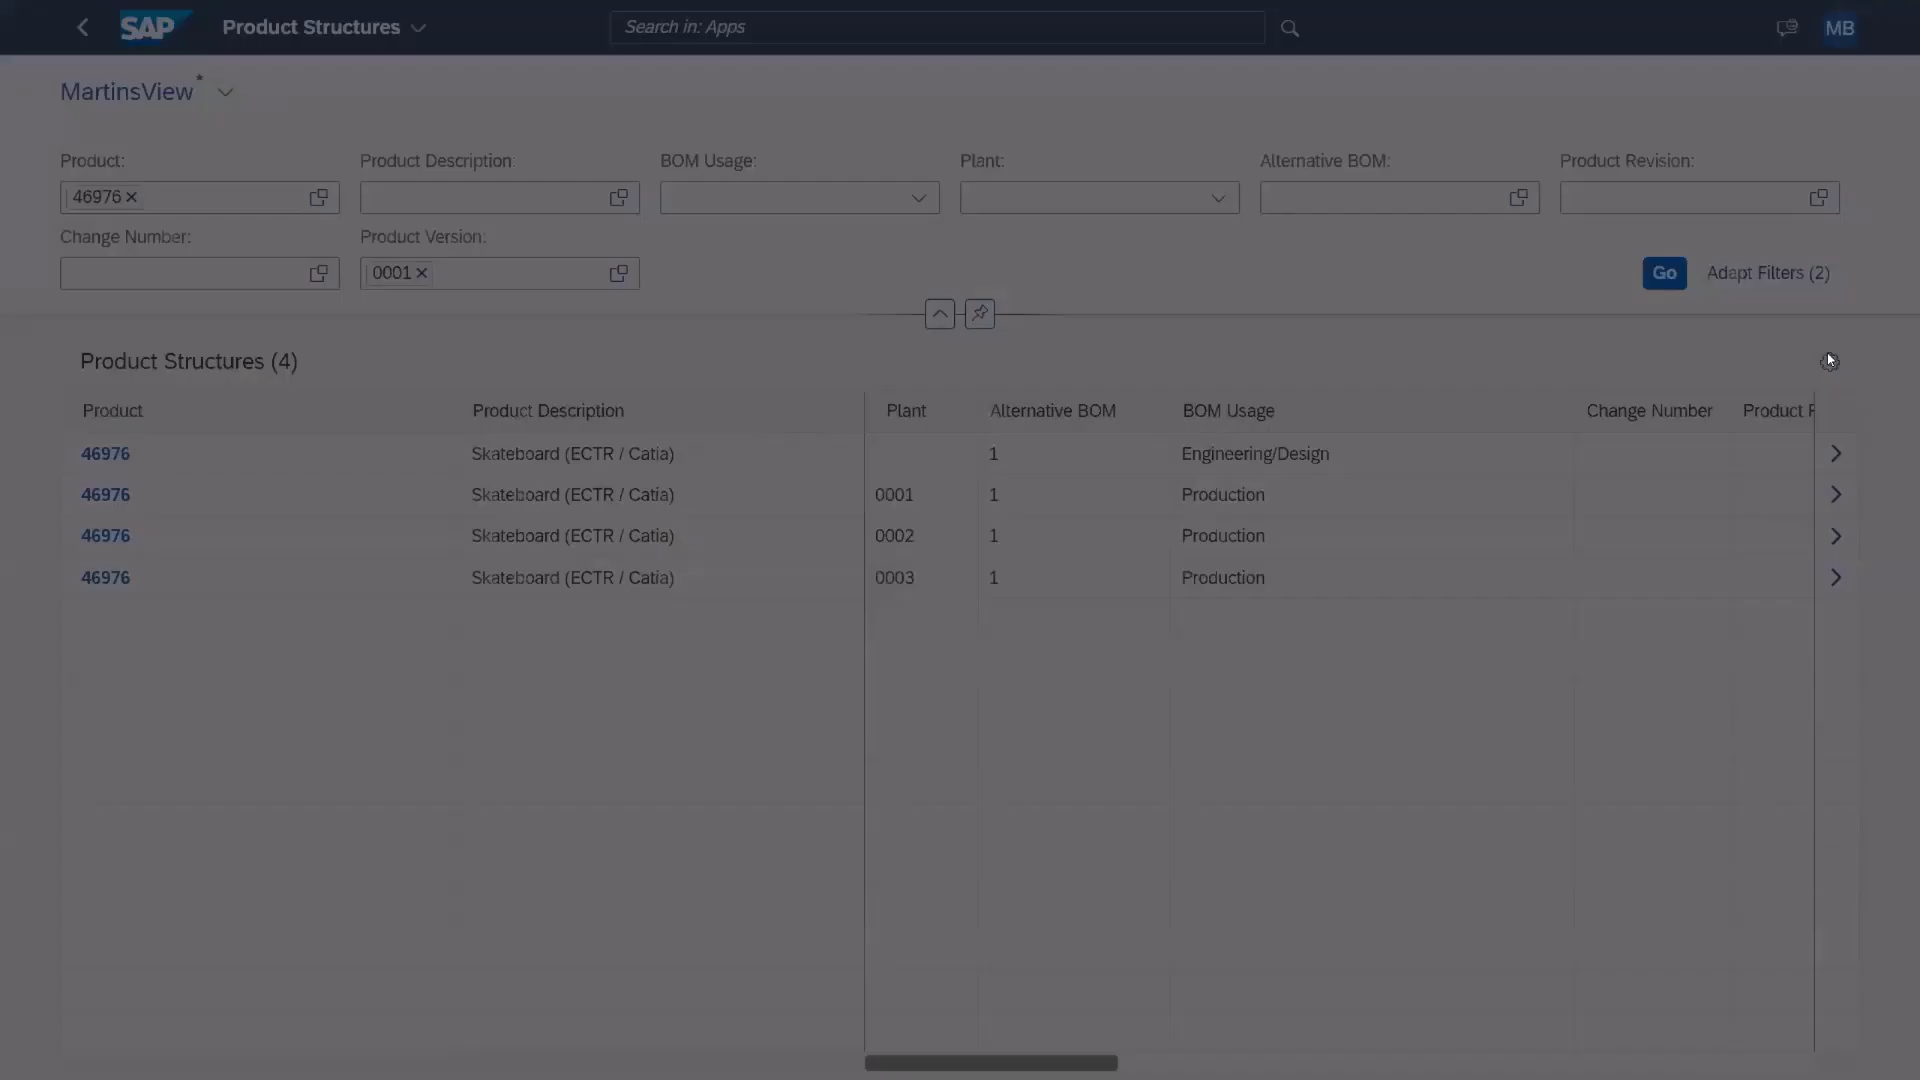 SAP Product Structures Search in: Apps MB
MartinsView *
Product: Product Description: BOM Usage: Plant: Alternative BOM: Product Revision:
46976
Change Number: Product Version:
0001 Go Adapt Filters (2)
Product Structures (4)
Product Product Description Plant Alternative BOM BOM Usage Change Number Product
46976 Skateboard (ECTR / Catia) 1 Engineering/Design
46976 Skateboard (ECTR / Catia) 0001 1 Production
46976 Skateboard (ECTR / Catia) 0002 1 Production
46976 Skateboard (ECTR / Catia) 0003 1 Production